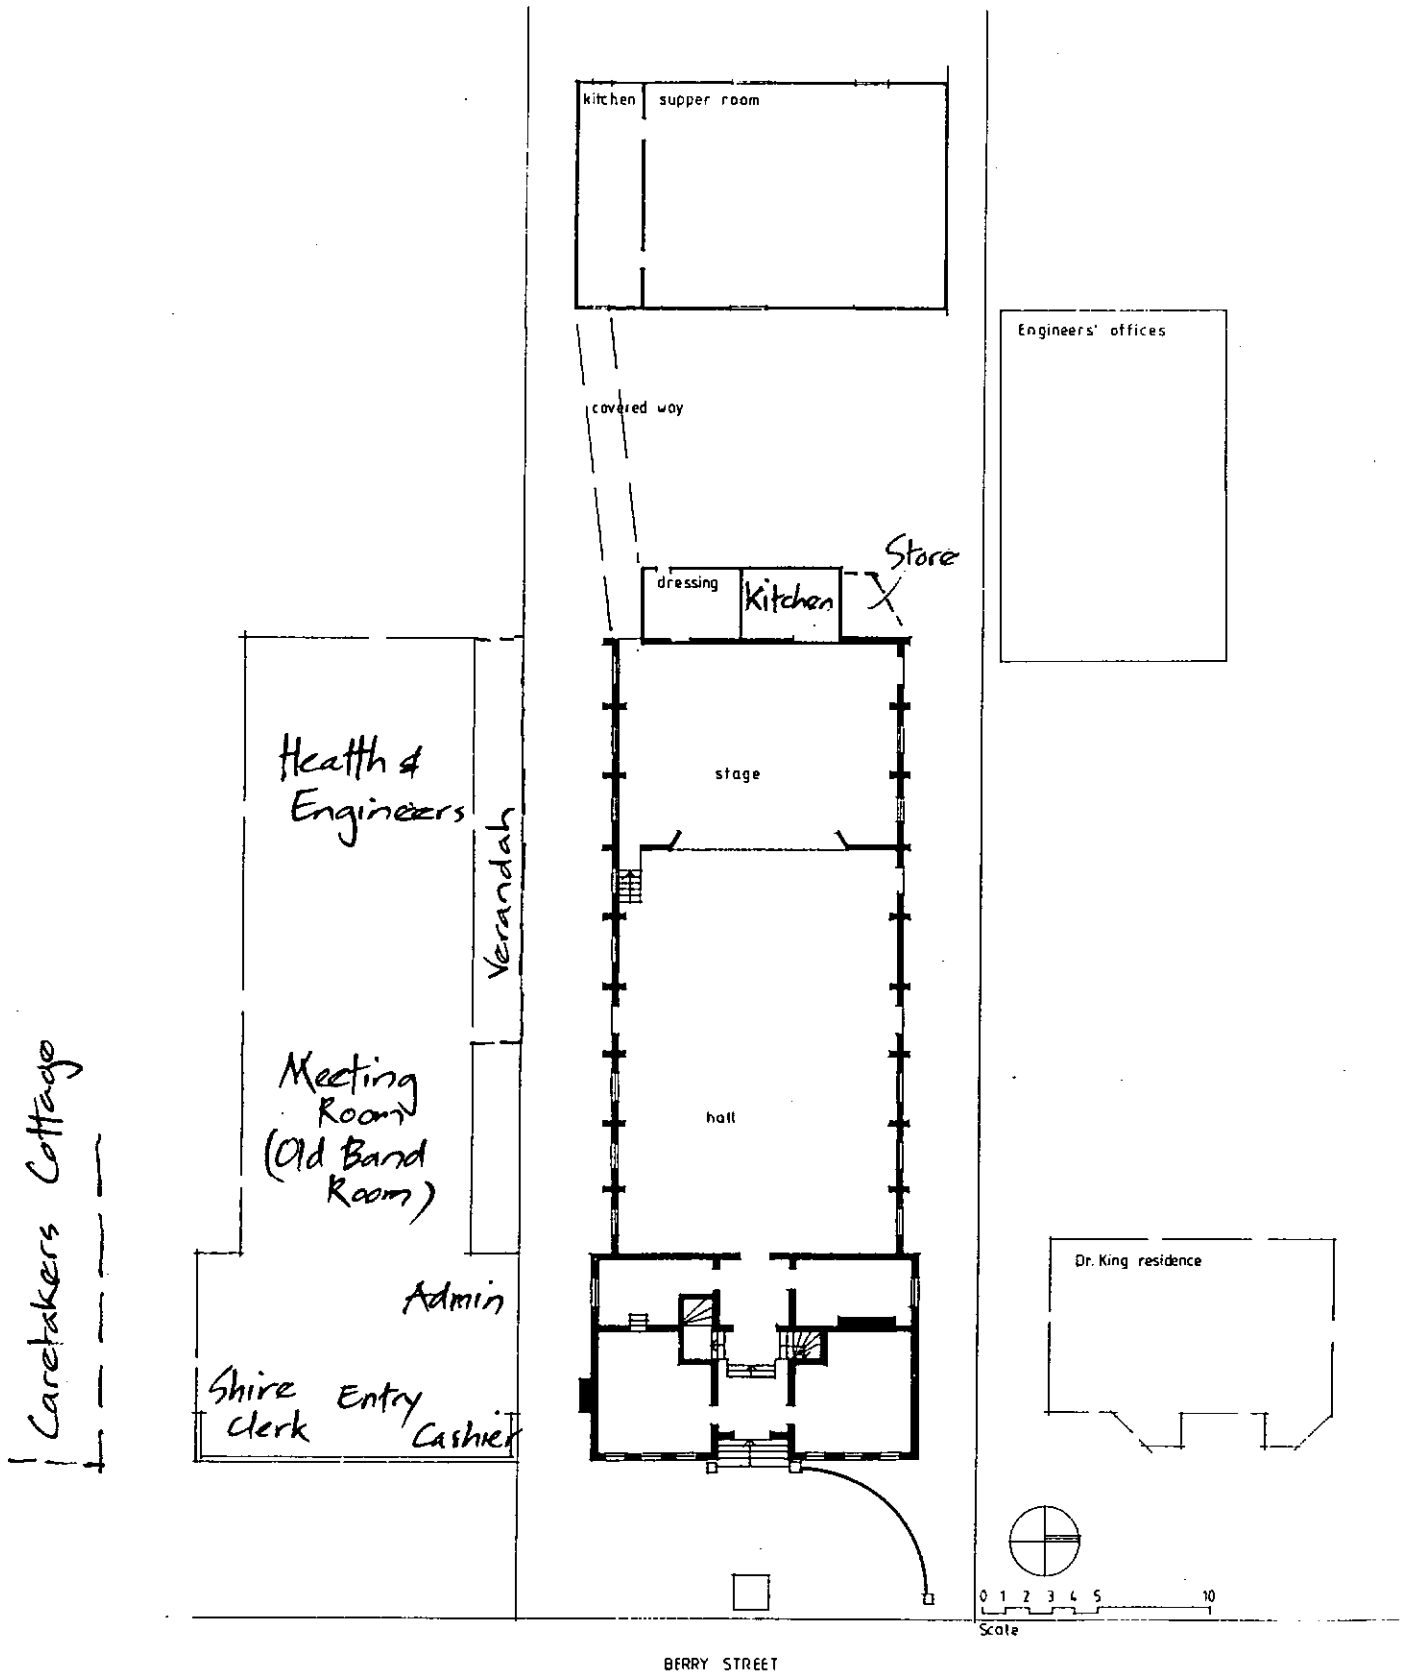 kitchen
supper room
Engineers' offices
covered way
Store
dressing
Kitchen
Health &
Engineers
stage
Verandah
Caretakers Cottage
Meeting
Room
(Old Band
Room)
hall
Dr. King residence
Admin
Shire
Clerk
Entry
Cashier
0 1 2 3 4 5 10
Scale
BERRY STREET